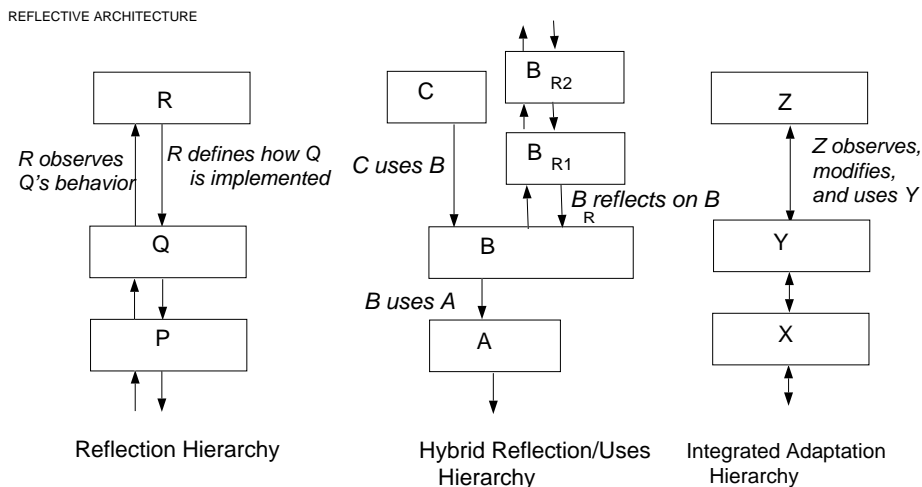 REFLECTIVE ARCHITECTURE
R
R observes
Q's behavior
R defines how Q
is implemented
Q
P
Reflection Hierarchy
C
B R2
B R1
C uses B
B reflects on B
R
B
B uses A
A
Hybrid Reflection/Uses
Hierarchy
Z
Z observes,
modifies,
and uses Y
Y
X
Integrated Adaptation
Hierarchy